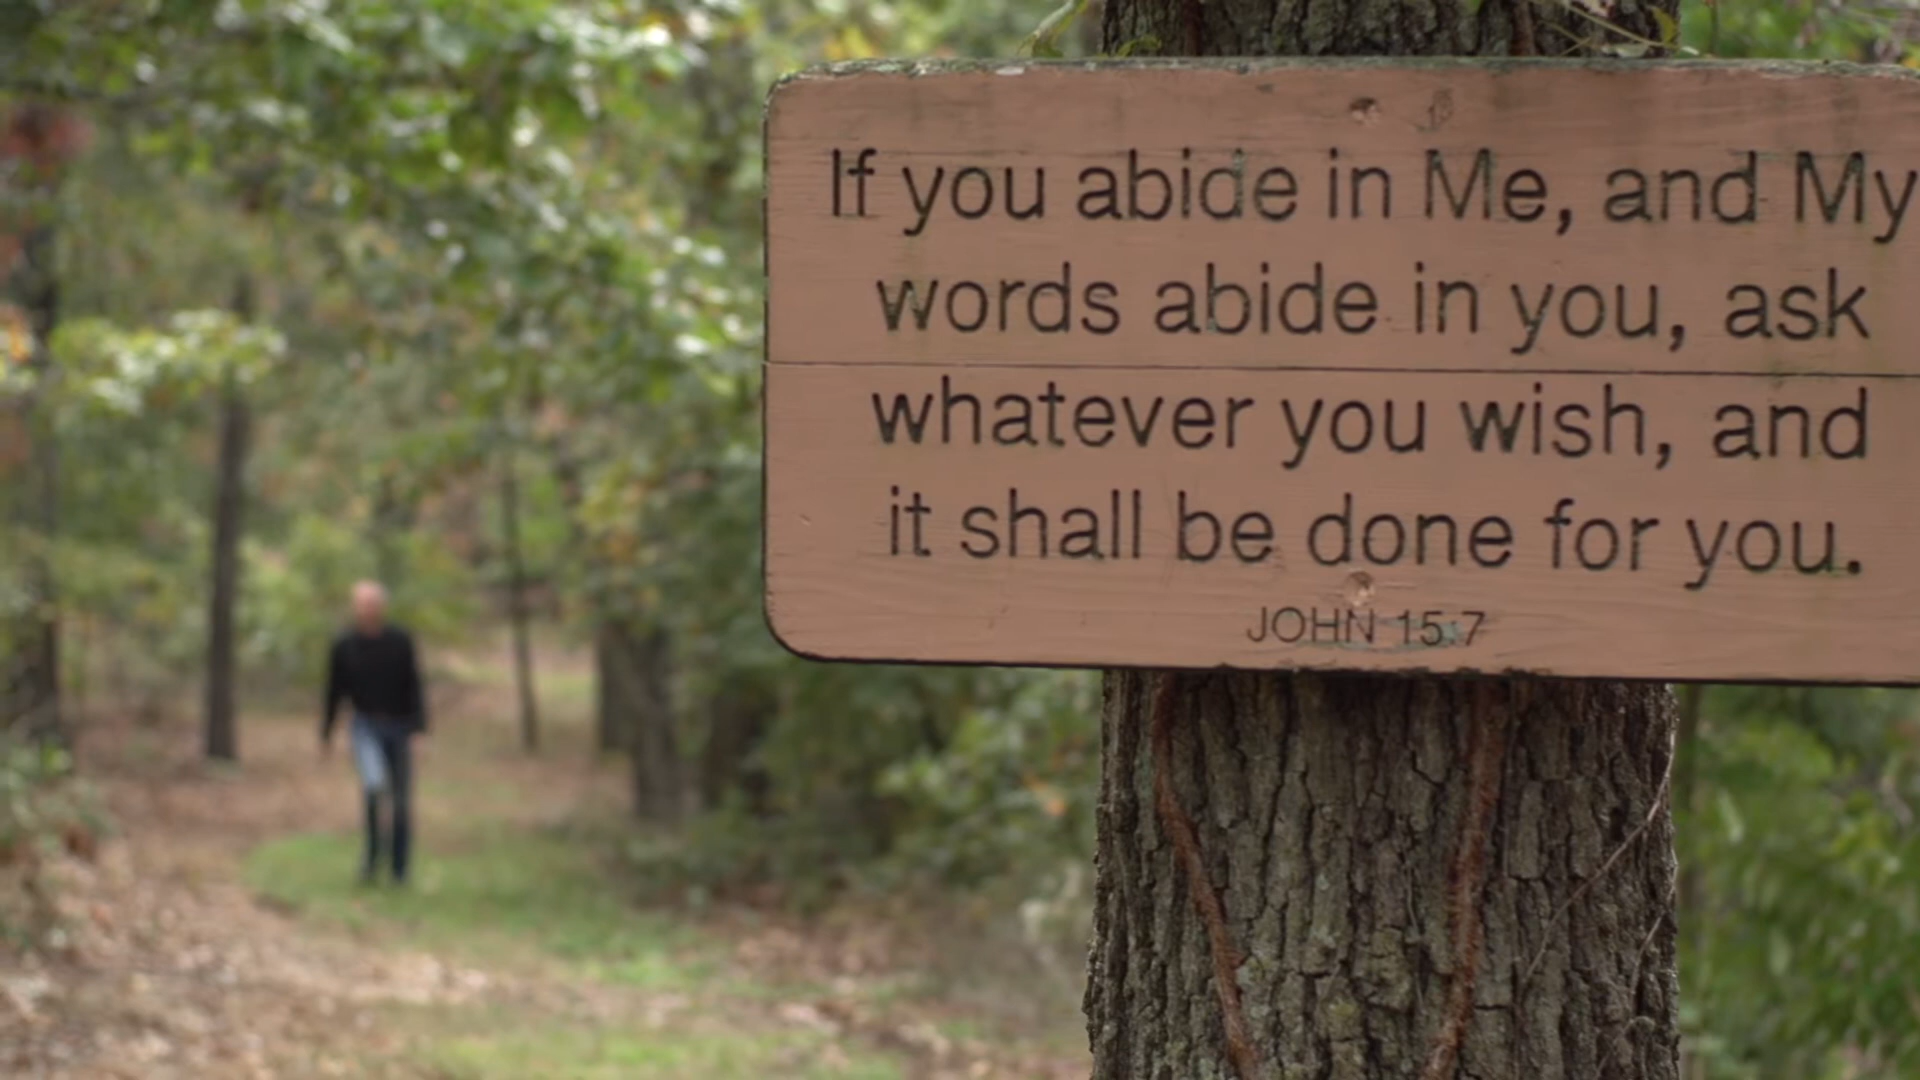 If you abide in Me, and My
words abide in you, ask
whatever you wish, and
it shall be done for you.
JOHN 15:7